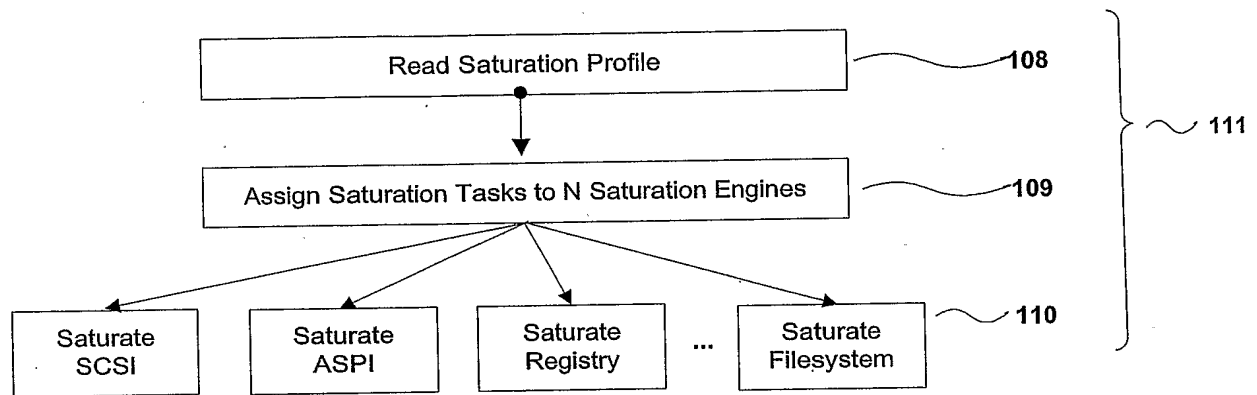 Read Saturation Profile
108
111
Assign Saturation Tasks to N Saturation Engines
109
Saturate
SCSI
Saturate
ASPI
Saturate
Registry
...
Saturate
Filesystem
110